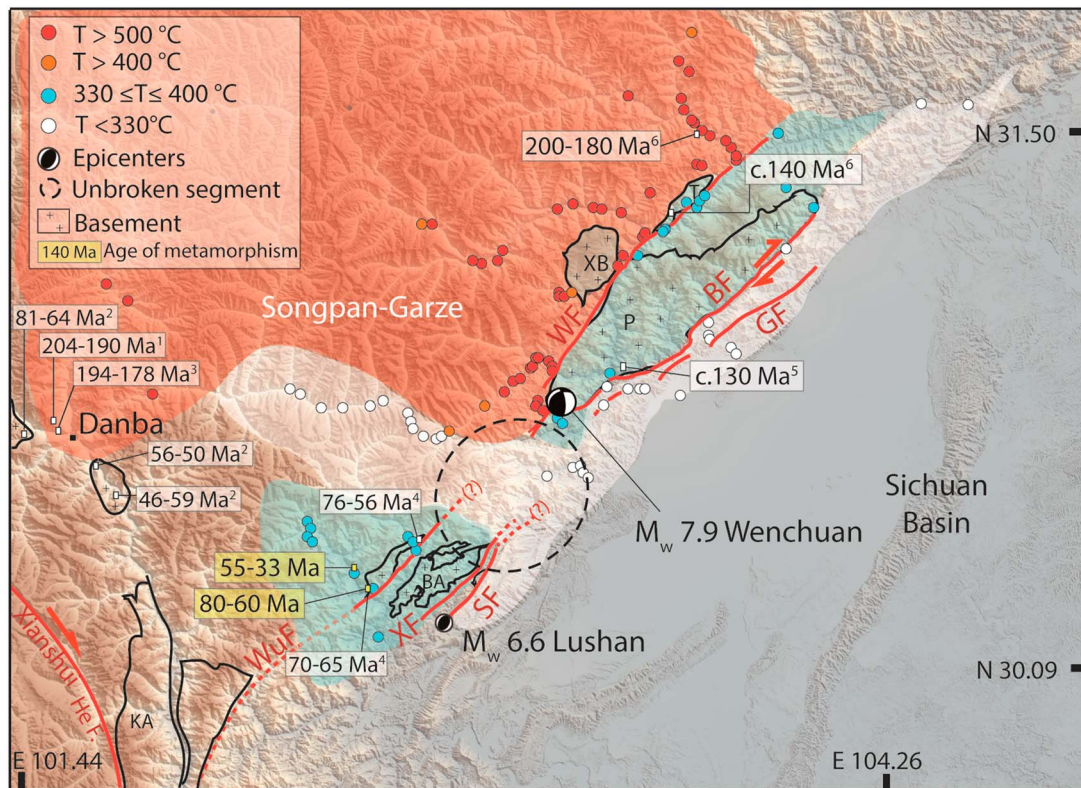 T > 500 °C
T > 400 °C
330 ≤T≤ 400 °C
T <330°C
Epicenters
Unbroken segment
Basement
140 Ma Age of metamorphism
N 31.50
200-180 Ma⁶
c.140 Ma⁶
T
XB
Songpan-Garze
WF
BF
GF
P
81-64 Ma²
204-190 Ma¹
194-178 Ma³
Danba
c.130 Ma⁵
56-50 Ma²
46-59 Ma²
76-56 Ma⁴
(?)
(?)
Sichuan
Basin
M_w 7.9 Wenchuan
55-33 Ma
80-60 Ma
BA
XF
SF
WuF
70-65 Ma⁴
M_w 6.6 Lushan
N 30.09
Xianshui He F
KA
E 101.44
E 104.26